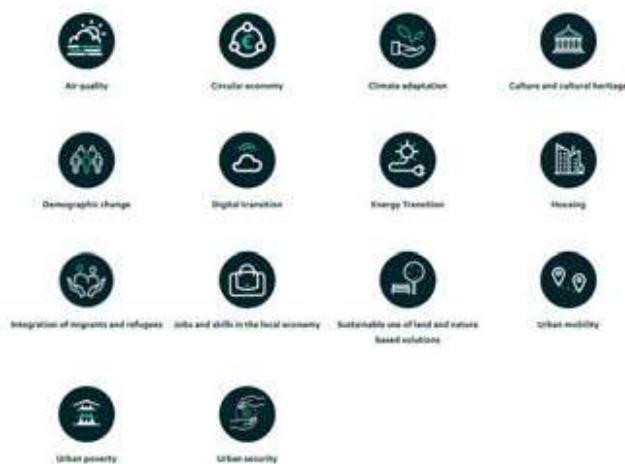 Air quality
Circular economy
Climate adaptation
Culture and cultural heritage
Demographic change
Digital transition
Energy Transition
Housing
Integration of migrants and refugees
Jobs and skills in the local economy
Sustainable use of land and nature
based solutions
Urban mobility
Urban poverty
Urban security